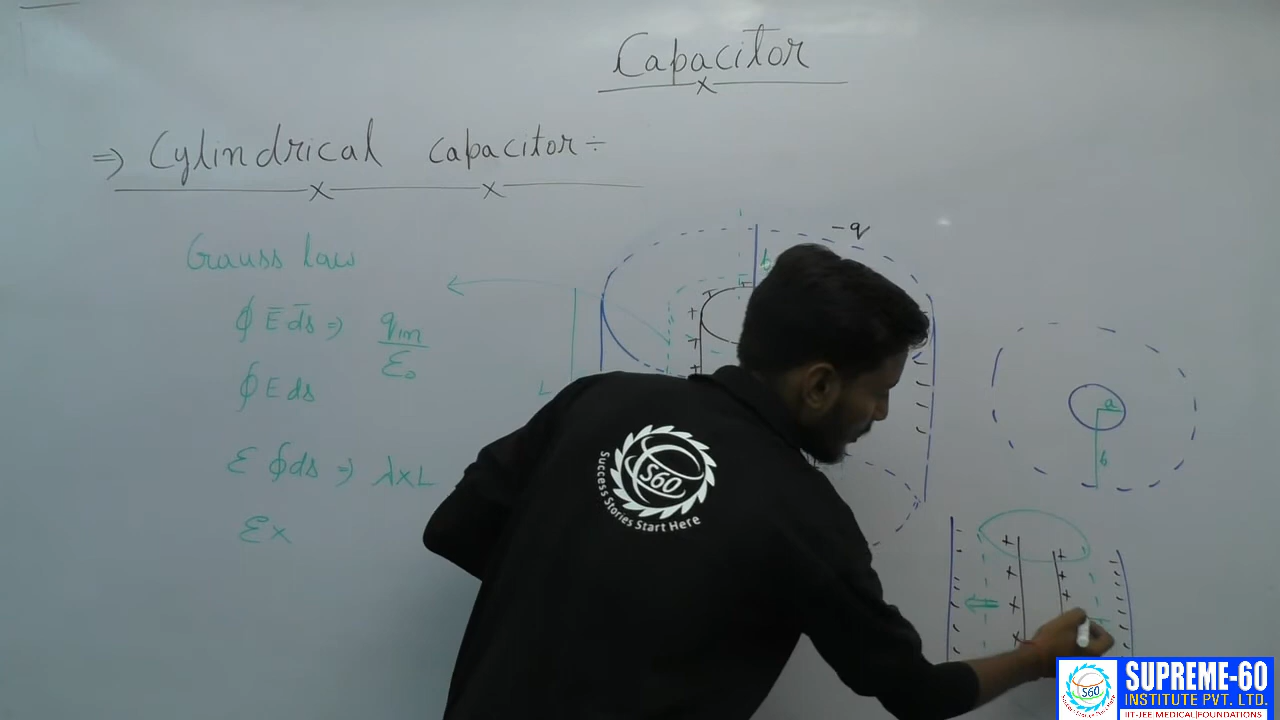 Capacitor
⇒ Cylindrical capacitor ÷
Gauss law
∮ E̅ d̅s ⇒ qin/ε₀
∮ E ds
E ∮ds ⇒ λ×L
E×
-q
b
L
a
b
S60
Success Stories Start Here
S60
SUPREME-60
INSTITUTE PVT. LTD.
IIT-JEE|MEDICAL|FOUNDATIONS